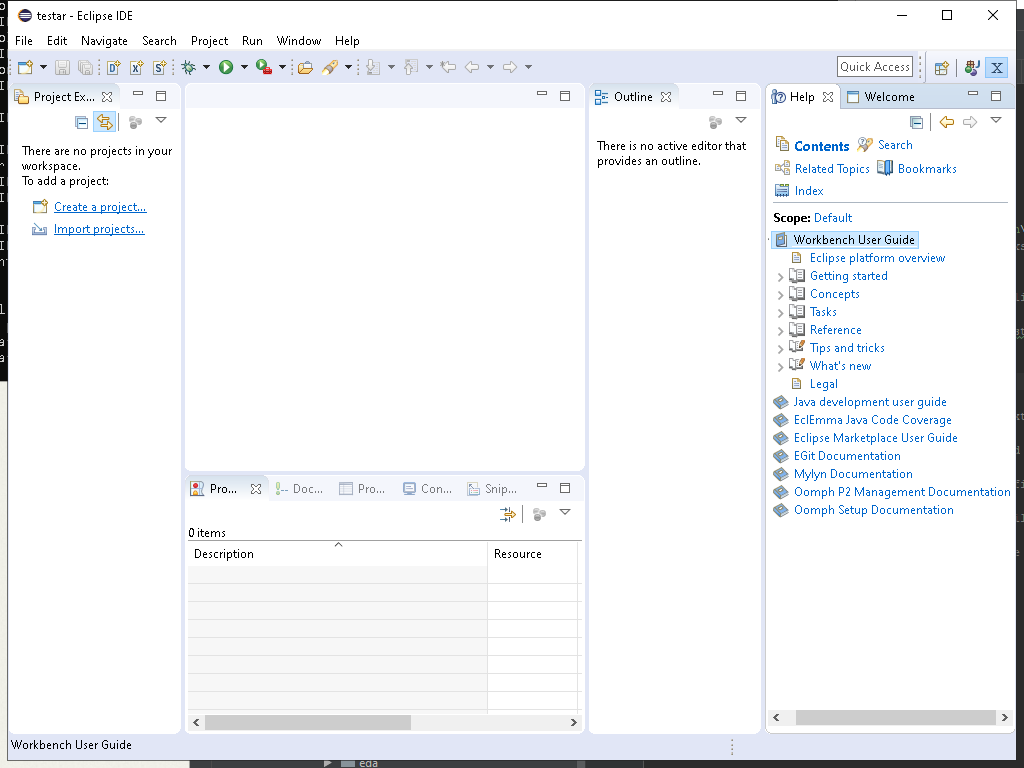 testar - Eclipse IDE
File Edit Navigate Search Project Run Window Help
Quick Access
Project Ex...
There are no projects in your
workspace.
To add a project:
Create a project...
Import projects...
Outline
There is no active editor that
provides an outline.
Help
Welcome
Contents
Search
Related Topics
Bookmarks
Index
Scope: Default
Workbench User Guide
Eclipse platform overview
Getting started
Concepts
Tasks
Reference
Tips and tricks
What's new
Legal
Java development user guide
EclEmma Java Code Coverage
Eclipse Marketplace User Guide
EGit Documentation
Mylyn Documentation
Oomph P2 Management Documentation
Oomph Setup Documentation
Pro... Doc... Pro... Con... Snip...
0 items
Description Resource
Workbench User Guide
eda